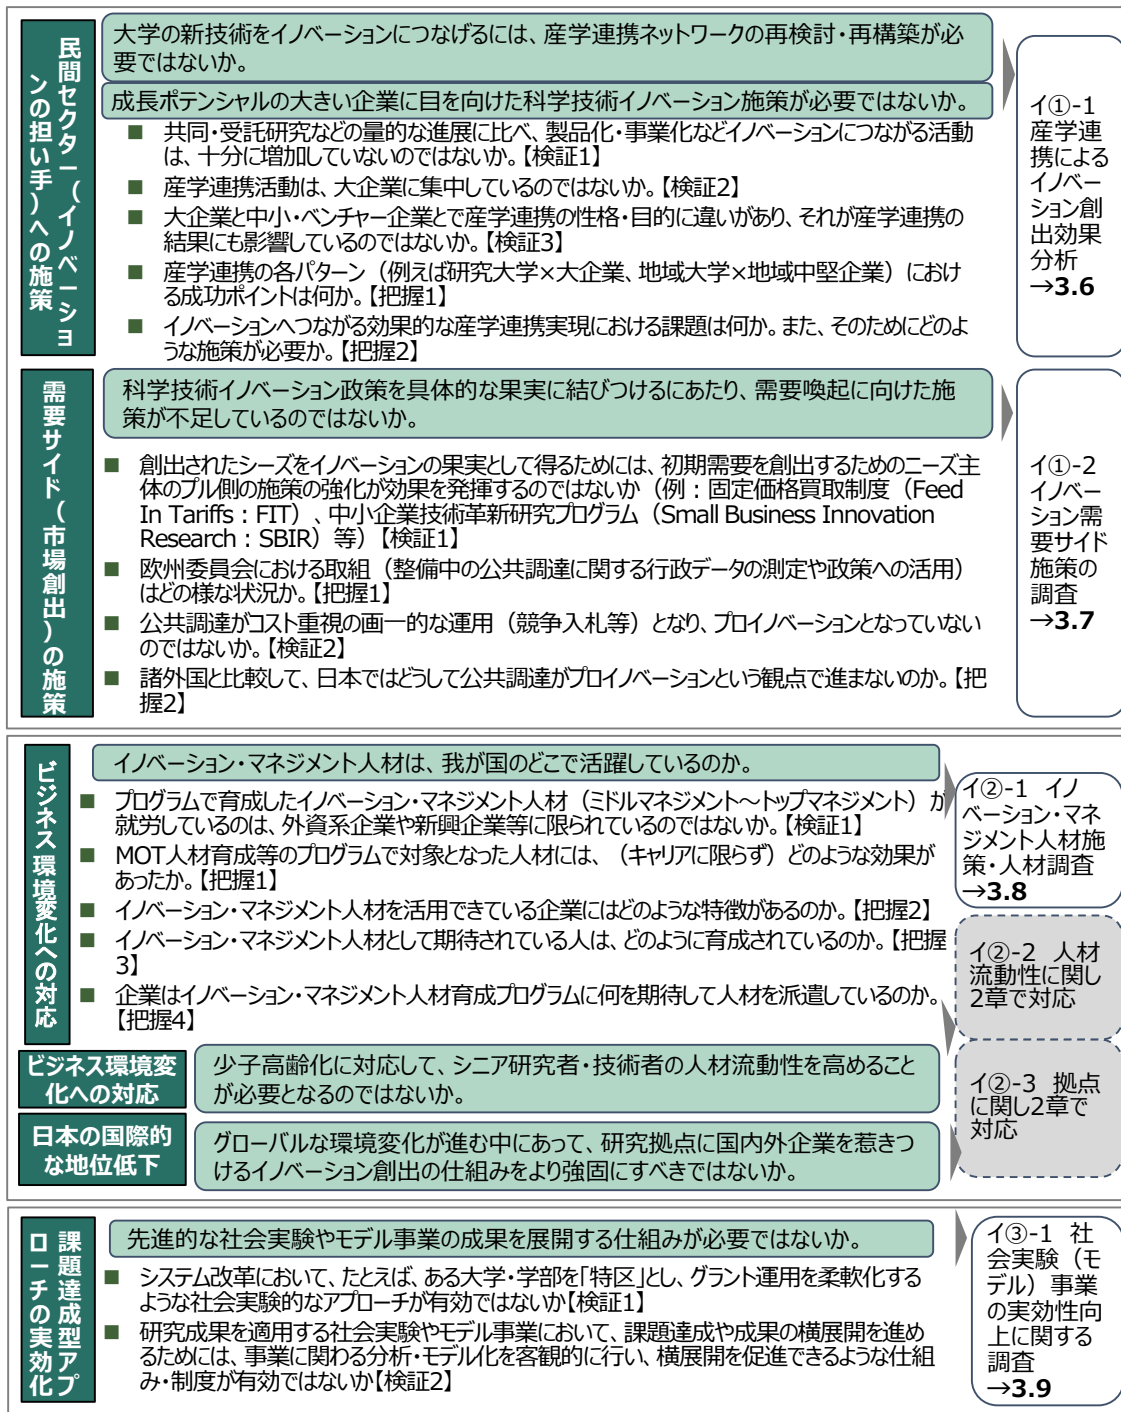 民間セクター（イノベーショ
ンの担い手）への施策
大学の新技術をイノベーションにつなげるには、産学連携ネットワークの再検討・再構築が必
要ではないか。
成長ポテンシャルの大きい企業に目を向けた科学技術イノベーション施策が必要ではないか。
■ 共同・受託研究などの量的な進展に比べ、製品化・事業化などイノベーションにつながる活動
は、十分に増加していないのではないか。【検証1】
■ 産学連携活動は、大企業に集中しているのではないか。【検証2】
■ 大企業と中小・ベンチャー企業とで産学連携の性格・目的に違いがあり、それが産学連携の
結果にも影響しているのではないか。【検証3】
■ 産学連携の各パターン（例えば研究大学×大企業、地域大学×地域中堅企業）におけ
る成功ポイントは何か。【把握1】
■ イノベーションへつながる効果的な産学連携実現における課題は何か。また、そのためにどのよ
うな施策が必要か。【把握2】
イ①-1
産学連
携による
イノベー
ション創
出効果
分析
→3.6
需要サイド（市場創出）の施策
科学技術イノベーション政策を具体的な果実に結びつけるにあたり、需要喚起に向けた施
策が不足しているのではないか。
■ 創出されたシーズをイノベーションの果実として得るためには、初期需要を創出するためのニーズ主
体のプル側の施策の強化が効果を発揮するのではないか（例：固定価格買取制度（Feed
In Tariffs：FIT）、中小企業技術革新研究プログラム（Small Business Innovation
Research：SBIR）等）【検証1】
■ 欧州委員会における取組（整備中の公共調達に関する行政データの測定や政策への活用）
はどの様な状況か。【把握1】
■ 公共調達がコスト重視の画一的な運用（競争入札等）となり、プロイノベーションとなっていない
のではないか。【検証2】
■ 諸外国と比較して、日本ではどうして公共調達がプロイノベーションという観点で進まないのか。【把
握2】
イ①-2
イノベー
ション需
要サイド
施策の
調査
→3.7
ビジネス環境変化への対応
イノベーション・マネジメント人材は、我が国のどこで活躍しているのか。
■ プログラムで育成したイノベーション・マネジメント人材（ミドルマネジメント～トップマネジメント）が
就労しているのは、外資系企業や新興企業等に限られているのではないか。【検証1】
■ MOT人材育成等のプログラムで対象となった人材には、（キャリアに限らず）どのような効果が
あったか。【把握1】
■ イノベーション・マネジメント人材を活用できている企業にはどのような特徴があるのか。【把握2】
■ イノベーション・マネジメント人材として期待されている人は、どのように育成されているのか。【把握
3】
■ 企業はイノベーション・マネジメント人材育成プログラムに何を期待して人材を派遣しているのか。
【把握4】
イ②-1 イノ
ベーション・マネ
ジメント人材施
策・人材調査
→3.8
イ②-2 人材
流動性に関し
2章で対応
ビジネス環境変
化への対応
少子高齢化に対応して、シニア研究者・技術者の人材流動性を高めること
が必要となるのではないか。
イ②-3 拠点
に関し2章で
対応
日本の国際的
な地位低下
グローバルな環境変化が進む中にあって、研究拠点に国内外企業を惹きつ
けるイノベーション創出の仕組みをより強固にすべきではないか。
課題達成型アプ
ローチの実効化
先進的な社会実験やモデル事業の成果を展開する仕組みが必要ではないか。
■ システム改革において、たとえば、ある大学・学部を「特区」とし、グラント運用を柔軟化する
ような社会実験的なアプローチが有効ではないか【検証1】
■ 研究成果を適用する社会実験やモデル事業において、課題達成や成果の横展開を進め
るためには、事業に関わる分析・モデル化を客観的に行い、横展開を促進できるような仕組
み・制度が有効ではないか【検証2】
イ③-1 社
会実験（モ
デル）事業
の実効性向
上に関する
調査
→3.9